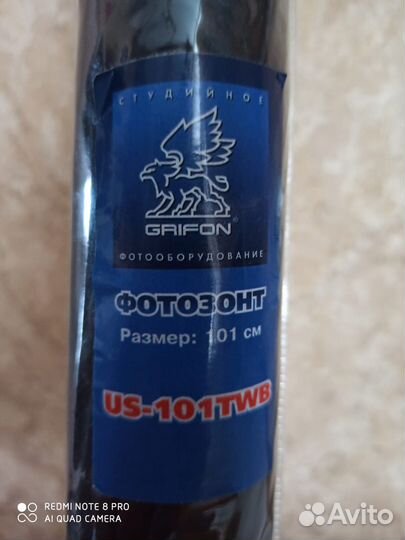 СТУДИЙНОЕ
GRIFON®
ФОТООБОРУДОВАНИЕ
ФОТОЗОНТ
Размер: 101 см
US-101TWB
REDMI NOTE 8 PRO
AI QUAD CAMERA
Avito